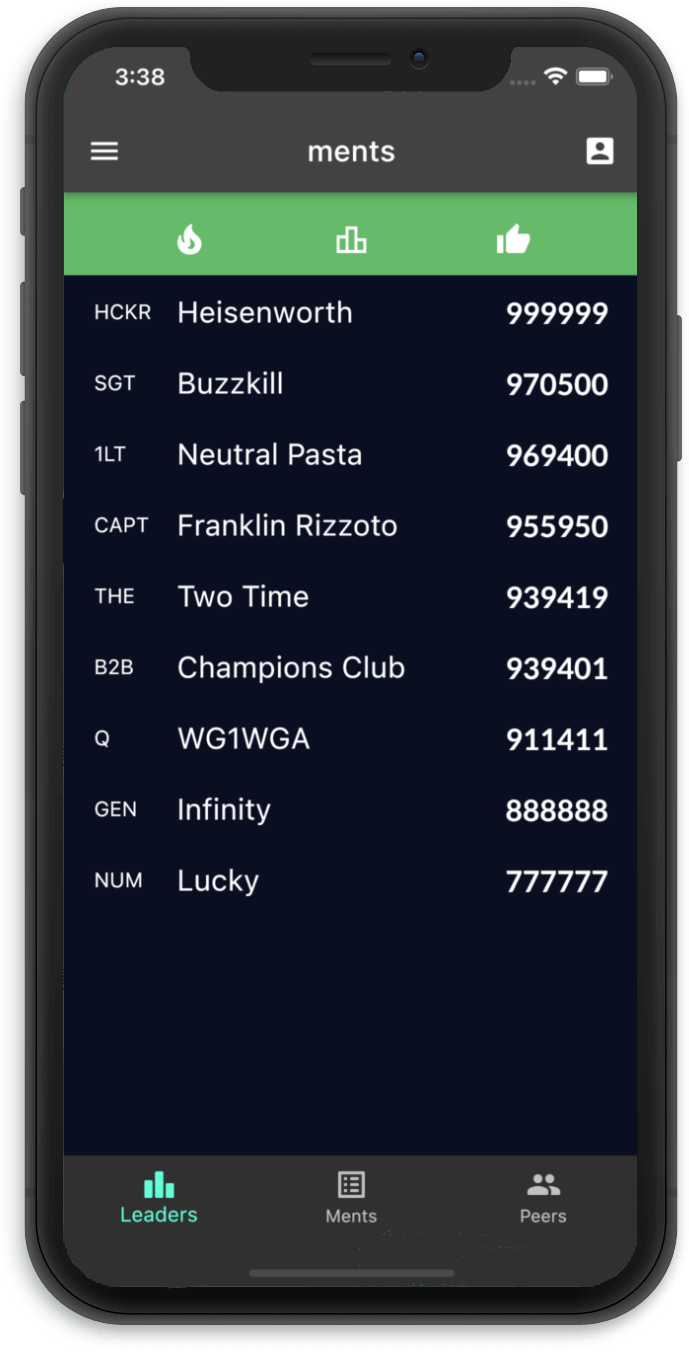 3:38
ments
HCKR Heisenworth 999999
SGT Buzzkill 970500
1LT Neutral Pasta 969400
CAPT Franklin Rizzoto 955950
THE Two Time 939419
B2B Champions Club 939401
Q WG1WGA 911411
GEN Infinity 888888
NUM Lucky 777777
Leaders Ments Peers